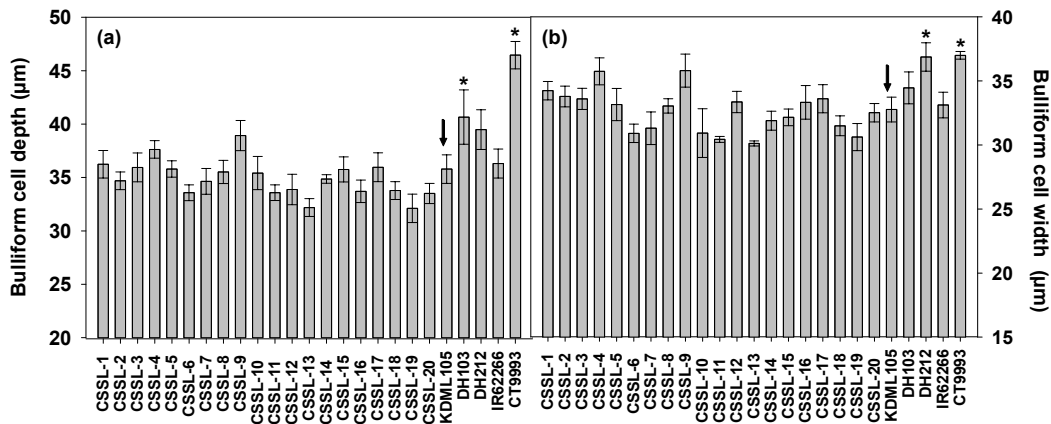 (a)
Bulliform cell depth (µm)
50
45
40
35
30
25
20
*
*
CSSL-1
CSSL-2
CSSL-3
CSSL-4
CSSL-5
CSSL-6
CSSL-7
CSSL-8
CSSL-9
CSSL-10
CSSL-11
CSSL-12
CSSL-13
CSSL-14
CSSL-15
CSSL-16
CSSL-17
CSSL-18
CSSL-19
CSSL-20
KDML105
DH103
DH212
IR62266
CT9993
(b)
*
*
40
35
30
25
20
15
Bulliform cell width (µm)
CSSL-1
CSSL-2
CSSL-3
CSSL-4
CSSL-5
CSSL-6
CSSL-7
CSSL-8
CSSL-9
CSSL-10
CSSL-11
CSSL-12
CSSL-13
CSSL-14
CSSL-15
CSSL-16
CSSL-17
CSSL-18
CSSL-19
CSSL-20
KDML105
DH103
DH212
IR62266
CT9993